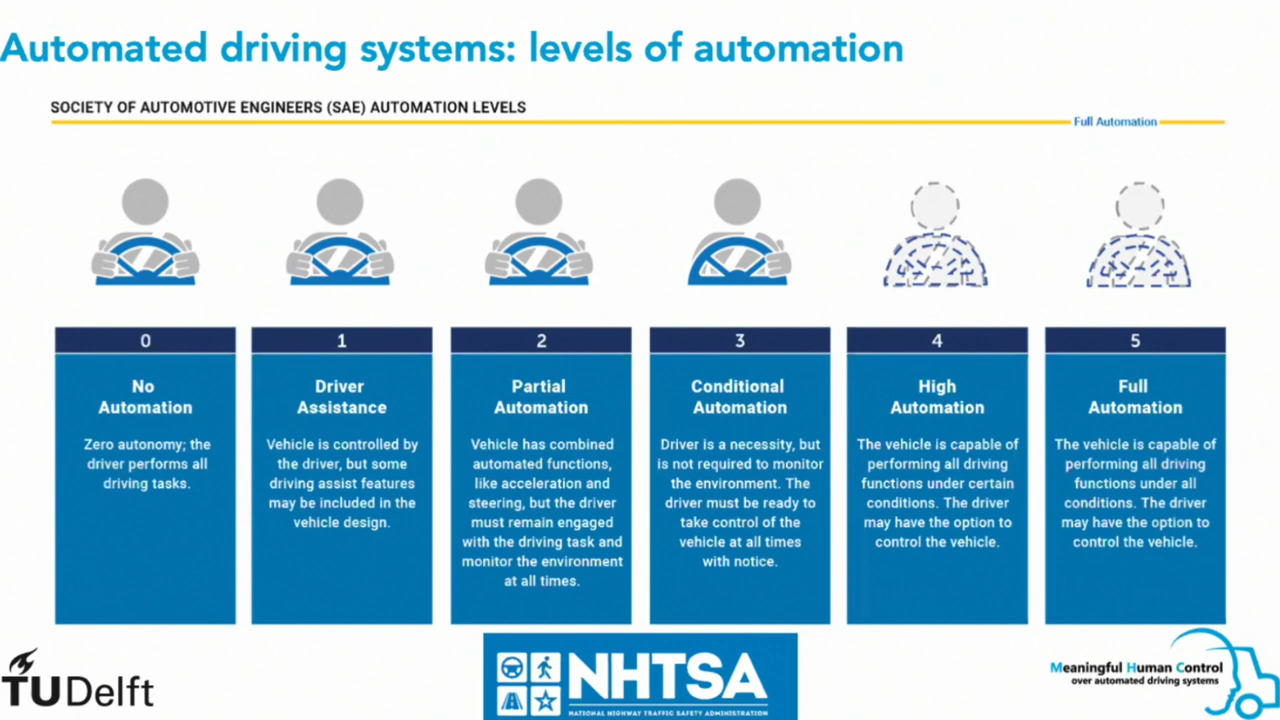 Automated driving systems: levels of automation
SOCIETY OF AUTOMOTIVE ENGINEERS (SAE) AUTOMATION LEVELS
Full Automation
0
No
Automation
Zero autonomy; the
driver performs all
driving tasks.
1
Driver
Assistance
Vehicle is controlled by
the driver, but some
driving assist features
may be included in the
vehicle design.
2
Partial
Automation
Vehicle has combined
automated functions,
like acceleration and
steering, but the driver
must remain engaged
with the driving task and
monitor the environment
at all times.
3
Conditional
Automation
Driver is a necessity, but
is not required to monitor
the environment. The
driver must be ready to
take control of the
vehicle at all times
with notice.
4
High
Automation
The vehicle is capable of
performing all driving
functions under certain
conditions. The driver
may have the option to
control the vehicle.
5
Full
Automation
The vehicle is capable of
performing all driving
functions under all
conditions. The driver
may have the option to
control the vehicle.
TUDelft
NHTSA
NATIONAL HIGHWAY TRAFFIC SAFETY ADMINISTRATION
Meaningful Human Control
over automated driving systems